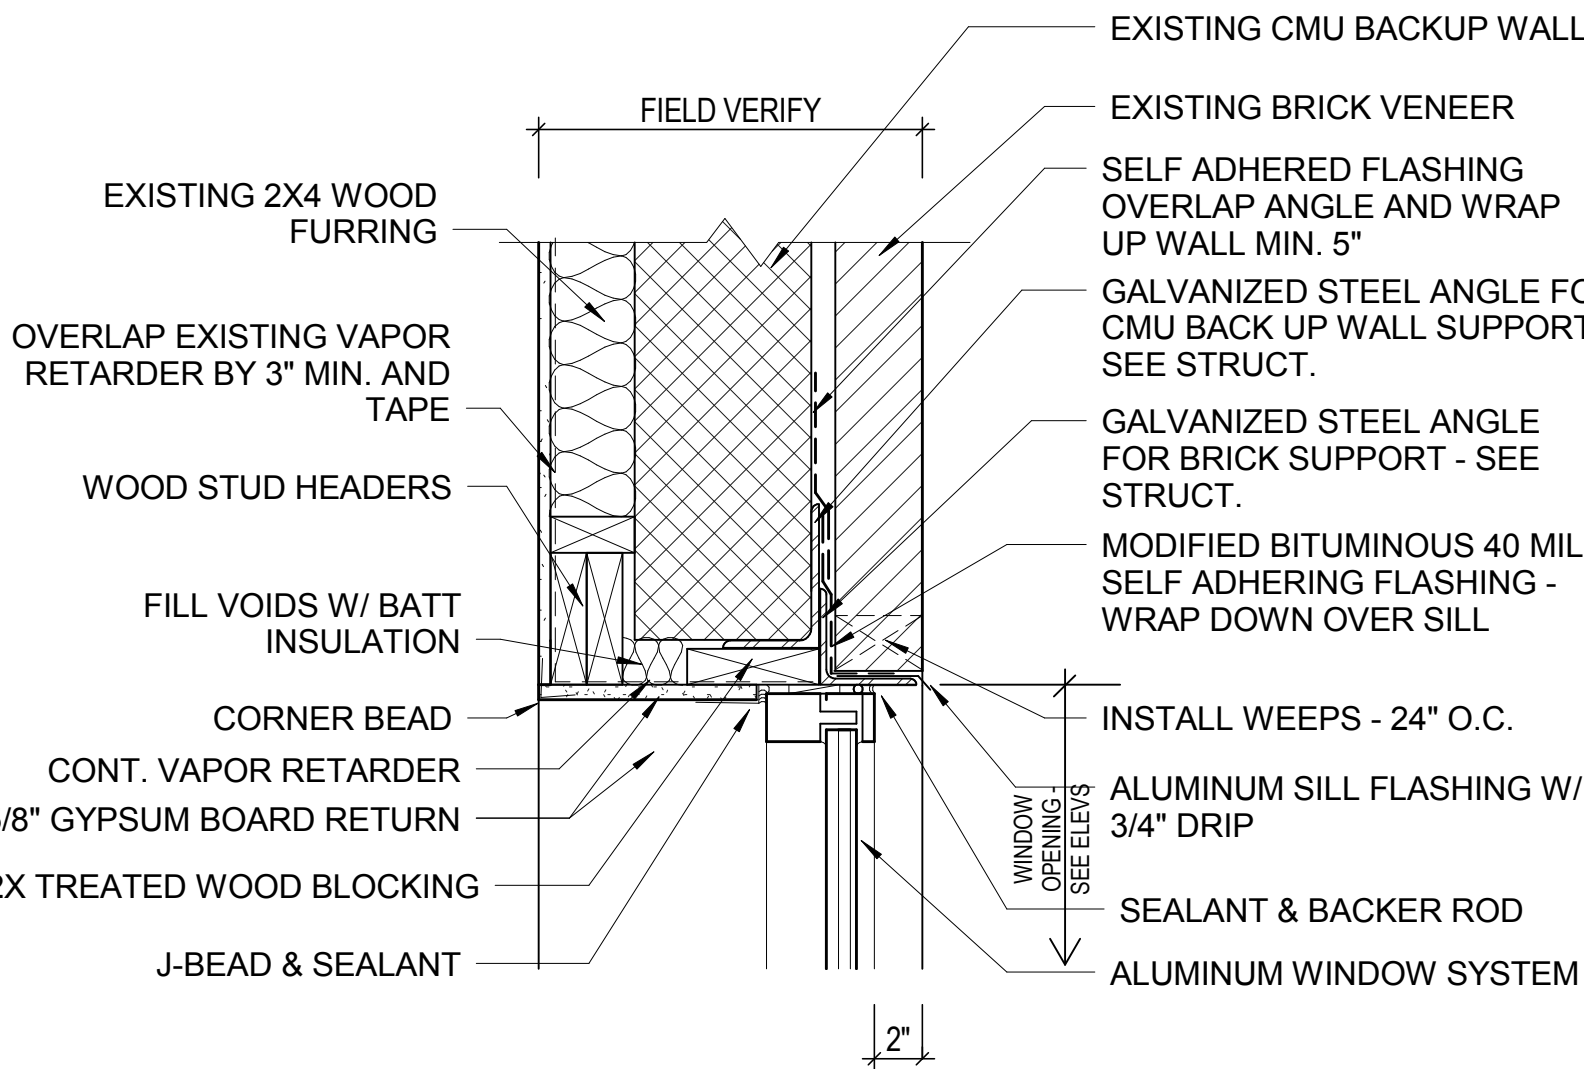 FIELD VERIFY
EXISTING 2X4 WOOD
FURRING
OVERLAP EXISTING VAPOR
RETARDER BY 3" MIN. AND
TAPE
WOOD STUD HEADERS
FILL VOIDS W/ BATT
INSULATION
CORNER BEAD
CONT. VAPOR RETARDER
/8" GYPSUM BOARD RETURN
2X TREATED WOOD BLOCKING
J-BEAD & SEALANT
EXISTING CMU BACKUP WALL
EXISTING BRICK VENEER
SELF ADHERED FLASHING
OVERLAP ANGLE AND WRAP
UP WALL MIN. 5"
GALVANIZED STEEL ANGLE FO
CMU BACK UP WALL SUPPORT
SEE STRUCT.
GALVANIZED STEEL ANGLE
FOR BRICK SUPPORT - SEE
STRUCT.
MODIFIED BITUMINOUS 40 MIL
SELF ADHERING FLASHING -
WRAP DOWN OVER SILL
INSTALL WEEPS - 24" O.C.
ALUMINUM SILL FLASHING W/
3/4" DRIP
WINDOW
OPENING -
SEE ELEVS
SEALANT & BACKER ROD
ALUMINUM WINDOW SYSTEM
2"